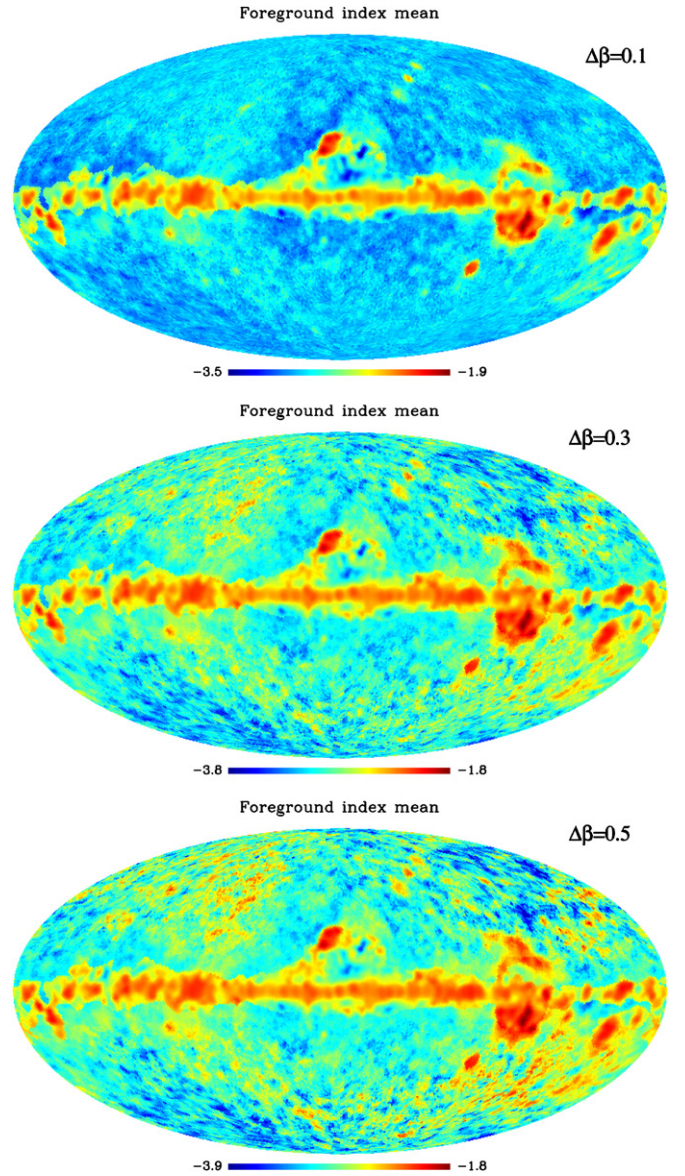 Foreground index mean
Δβ=0.1
−3.5 −1.9
Foreground index mean
Δβ=0.3
−3.8 −1.8
Foreground index mean
Δβ=0.5
−3.9 −1.8